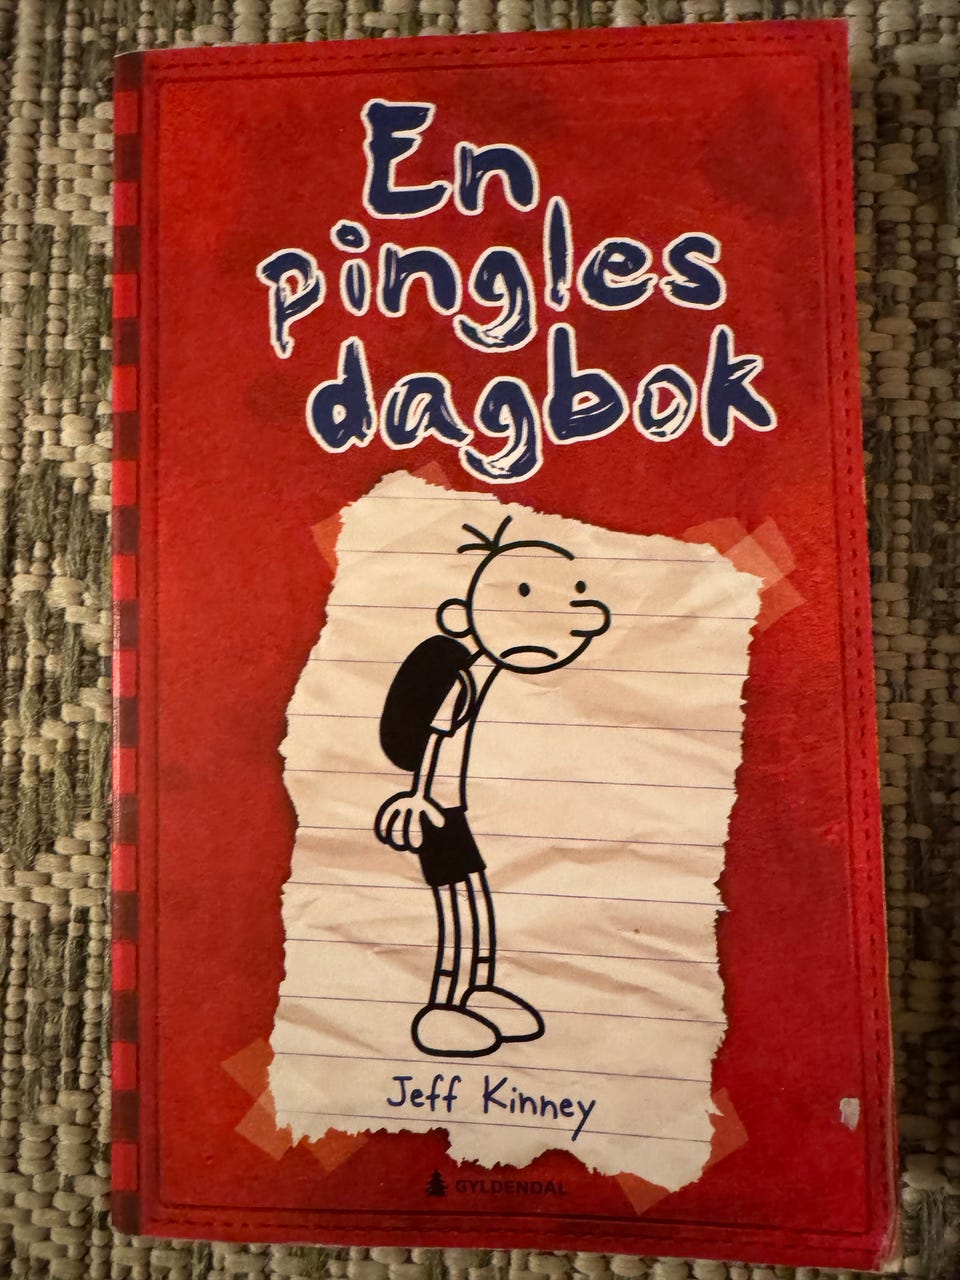 En
pingles
dagbok
Jeff Kinney
GYLDENDAL